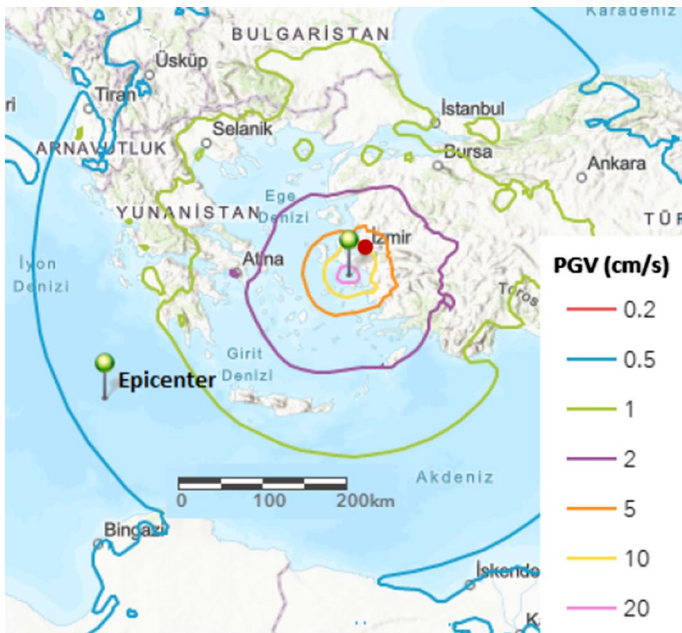 Karadeniz
BULGARİSTAN
Üsküp
Tiran
ri
İstanbul
Selanik
ARNAVUTLUK
Bursa
Ankara
Ege
Denizi
YUNANİSTAN
TÜR
İzmir
Atina
İyon
Denizi
PGV (cm/s)
Toros
0.2
0.5
Girit
Denizi
Epicenter
1
2
Akdeniz
0 100 200km
5
Bingazi
10
İskende
20